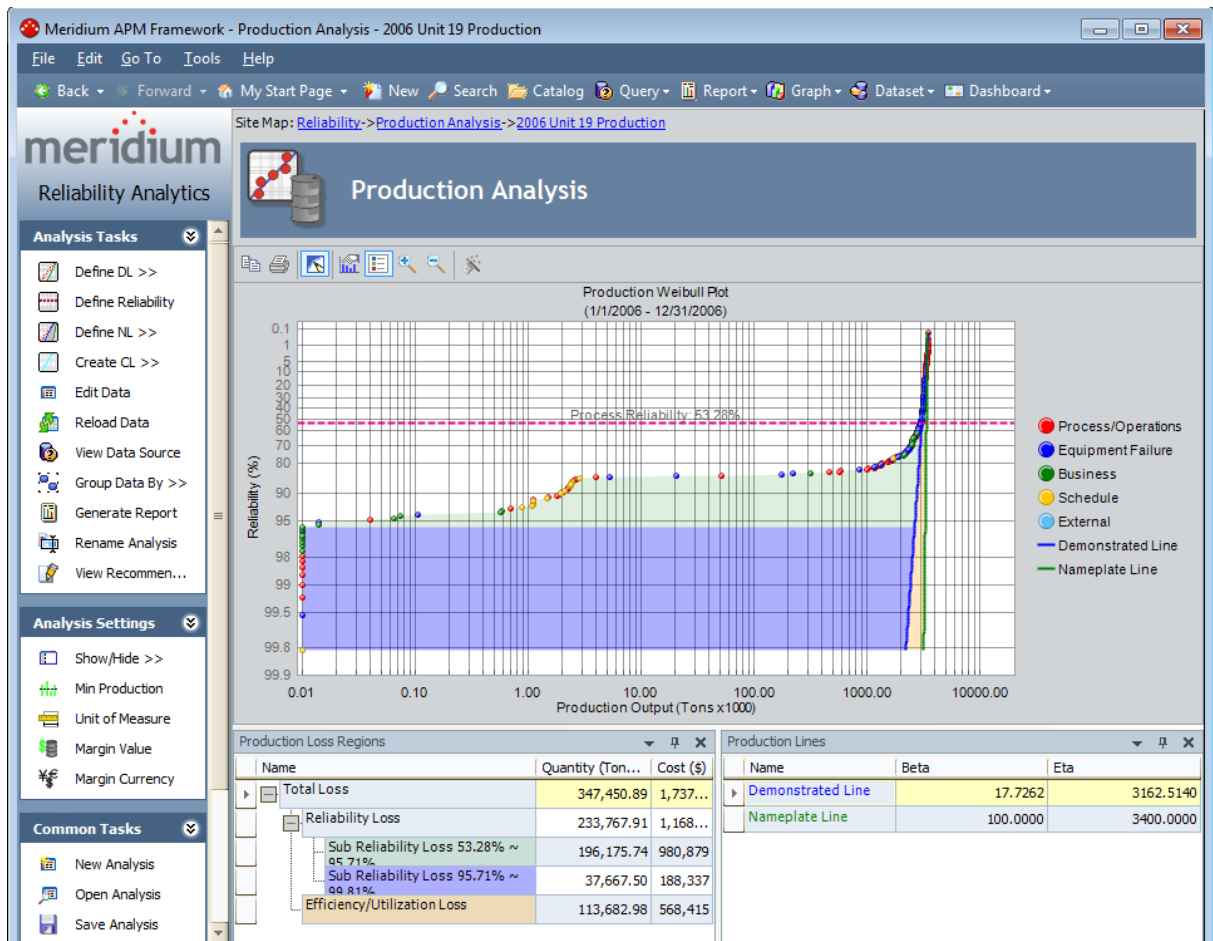 Meridium APM Framework - Production Analysis - 2006 Unit 19 Production
File Edit Go To Tools Help
Back Forward My Start Page New Search Catalog Query Report Graph Dataset Dashboard
meridium
Reliability Analytics
Site Map: Reliability->Production Analysis->2006 Unit 19 Production
Production Analysis
Analysis Tasks
Define DL >>
Define Reliability
Define NL >>
Create CL >>
Edit Data
Reload Data
View Data Source
Group Data By >>
Generate Report
Rename Analysis
View Recommen...
Analysis Settings
Show/Hide >>
Min Production
Unit of Measure
Margin Value
Margin Currency
Common Tasks
New Analysis
Open Analysis
Save Analysis
Production Weibull Plot
(1/1/2006 - 12/31/2006)
Reliability (%)
0.1
1
5
10
20
30
40
50
60
70
80
90
95
98
99
99.5
99.8
99.9
Process Reliability: 53.28%
0.01 0.10 1.00 10.00 100.00 1000.00 10000.00
Production Output (Tons x1000)
Process/Operations
Equipment Failure
Business
Schedule
External
Demonstrated Line
Nameplate Line
Production Loss Regions
Name Quantity (Ton... Cost ($)
Total Loss 347,450.89 1,737...
Reliability Loss 233,767.91 1,168...
Sub Reliability Loss 53.28% ~
95.71%
196,175.74 980,879
Sub Reliability Loss 95.71% ~
99.81%
37,667.50 188,337
Efficiency/Utilization Loss 113,682.98 568,415
Production Lines
Name Beta Eta
Demonstrated Line 17.7262 3162.5140
Nameplate Line 100.0000 3400.0000